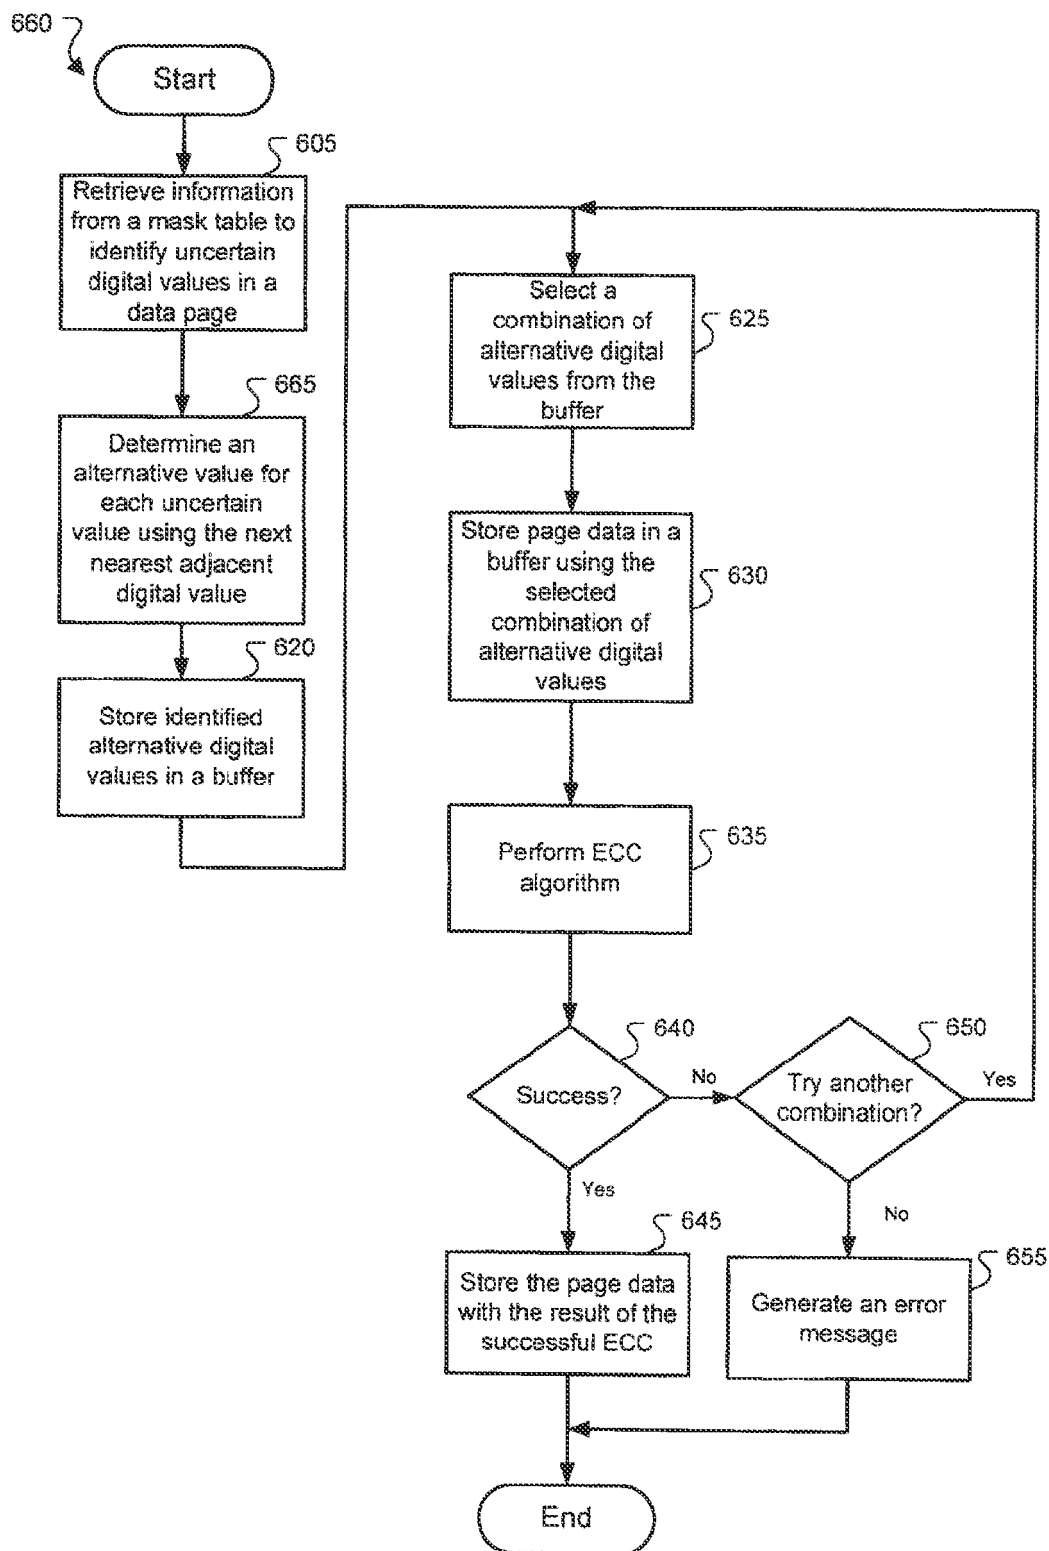 660
Start
605
Retrieve information
from a mask table to
identify uncertain
digital values in a
data page
665
Determine an
alternative value for
each uncertain
value using the next
nearest adjacent
digital value
620
Store identified
alternative digital
values in a buffer
Select a
combination of
alternative digital
values from the
buffer
625
Store page data in a
buffer using the
selected
combination of
alternative digital
values
630
Perform ECC
algorithm
635
640
Success?
No
Yes
650
Try another
combination?
Yes
No
645
Store the page data
with the result of the
successful ECC
655
Generate an error
message
End